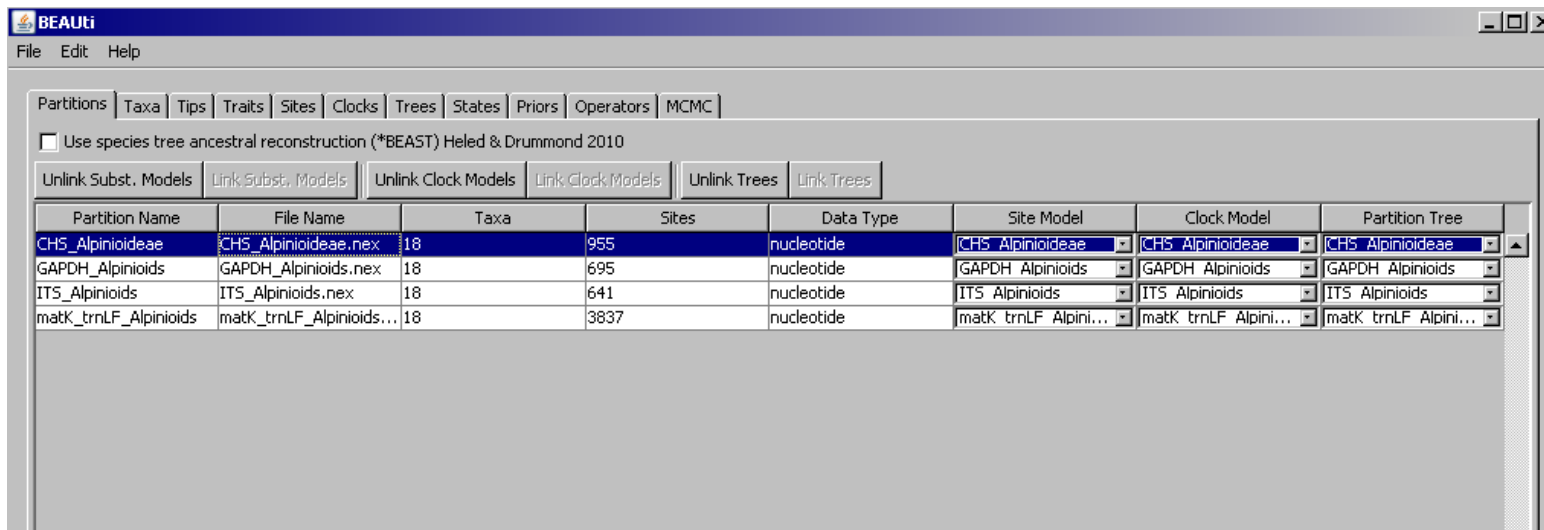 BEAUti
File Edit Help
Partitions Taxa Tips Traits Sites Clocks Trees States Priors Operators MCMC
Use species tree ancestral reconstruction (*BEAST) Heled & Drummond 2010
Unlink Subst. Models Link Subst. Models Unlink Clock Models Link Clock Models Unlink Trees Link Trees
Partition Name File Name Taxa Sites Data Type Site Model Clock Model Partition Tree
CHS_Alpinioideae CHS_Alpinioideae.nex 18 955 nucleotide CHS_Alpinioideae CHS_Alpinioideae CHS_Alpinioideae
GAPDH_Alpinioids GAPDH_Alpinioids.nex 18 695 nucleotide GAPDH_Alpinioids GAPDH_Alpinioids GAPDH_Alpinioids
ITS_Alpinioids ITS_Alpinioids.nex 18 641 nucleotide ITS_Alpinioids ITS_Alpinioids ITS_Alpinioids
matK_trnLF_Alpinioids matK_trnLF_Alpinioids... 18 3837 nucleotide matK_trnLF_Alpini... matK_trnLF_Alpini... matK_trnLF_Alpini...